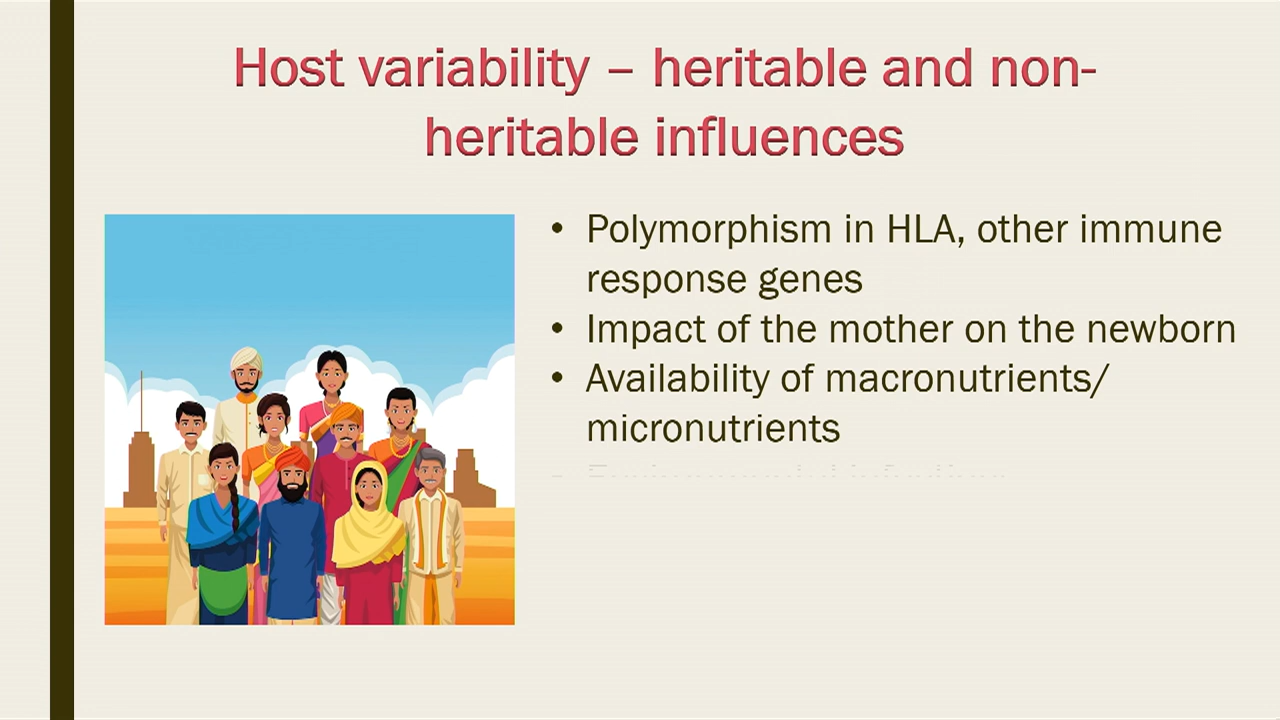 Host variability – heritable and non-
heritable influences
• Polymorphism in HLA, other immune
response genes
• Impact of the mother on the newborn
• Availability of macronutrients/
micronutrients